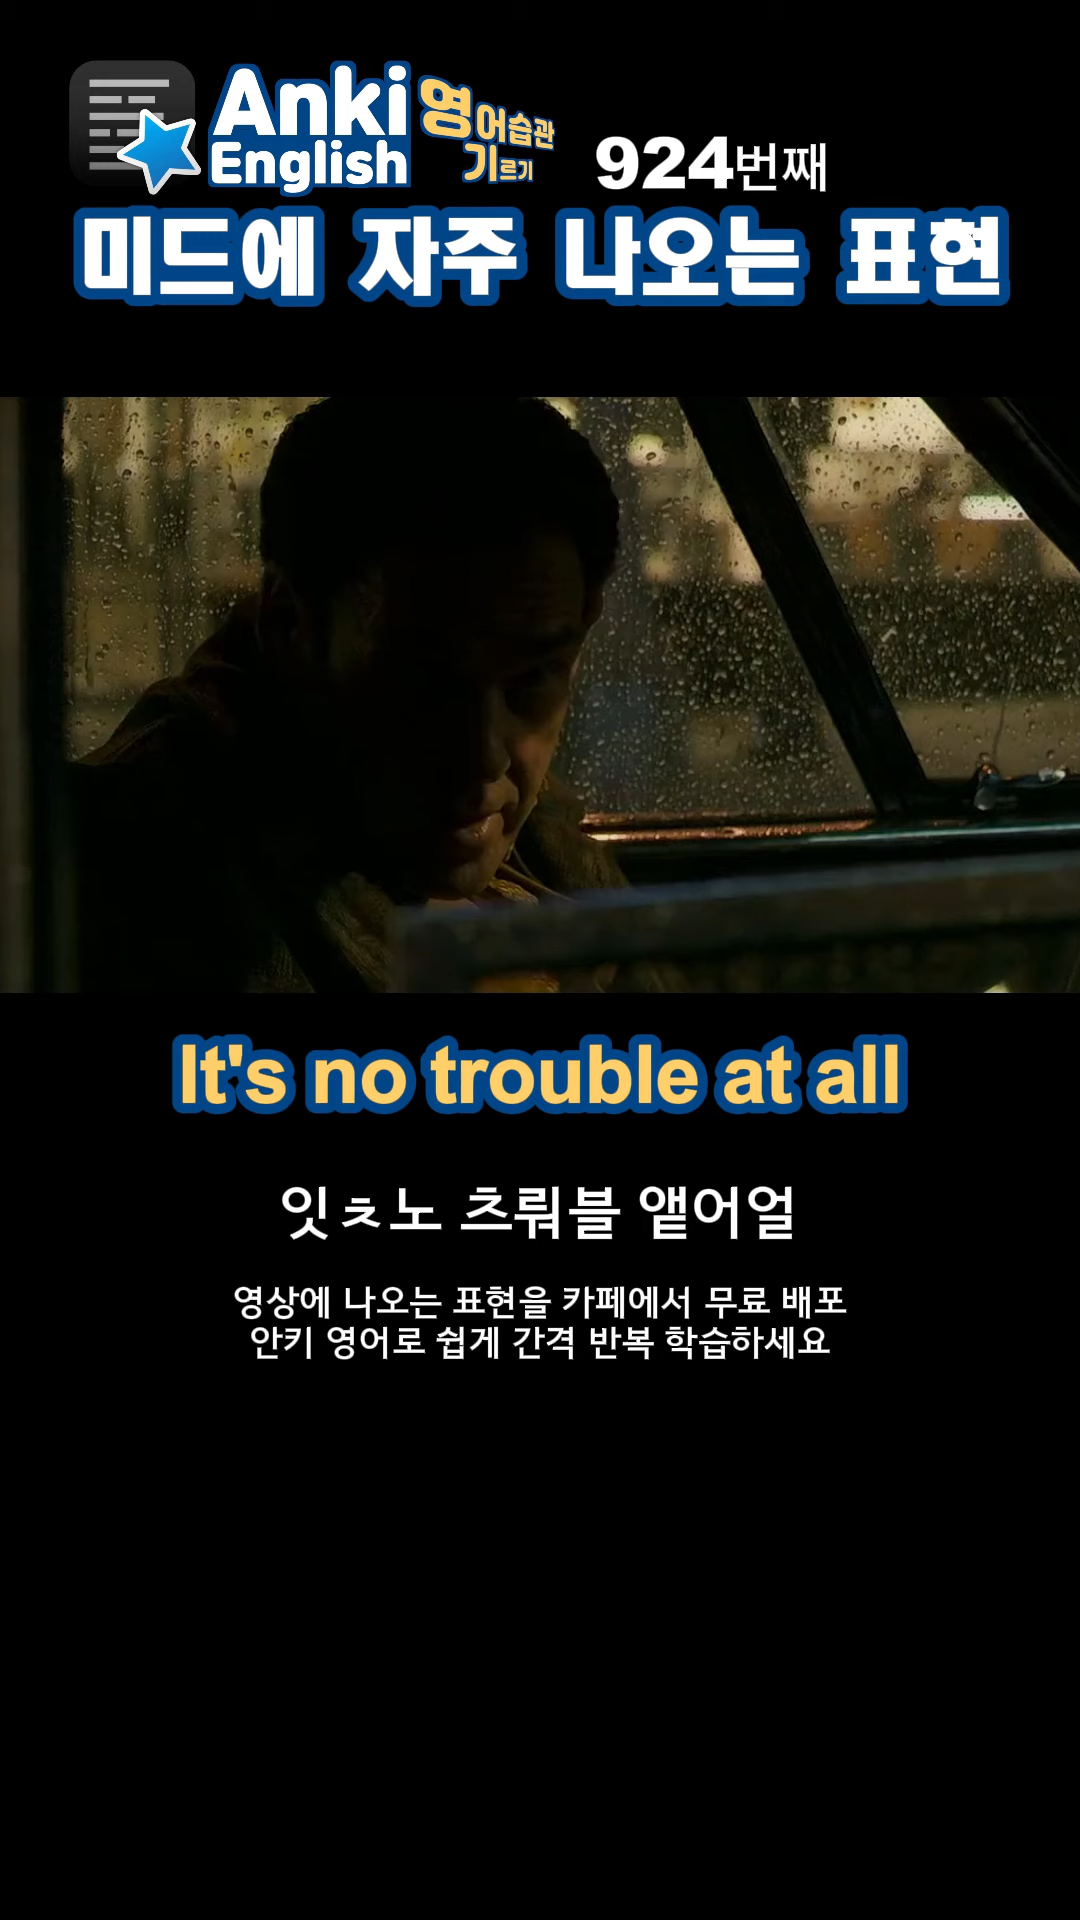 Anki
English
영어습관
기르기
924번째
미드에 자주 나오는 표현
It's no trouble at all
잇ㅊ노 츠뤄블 앹어얼
영상에 나오는 표현을 카페에서 무료 배포
안키 영어로 쉽게 간격 반복 학습하세요